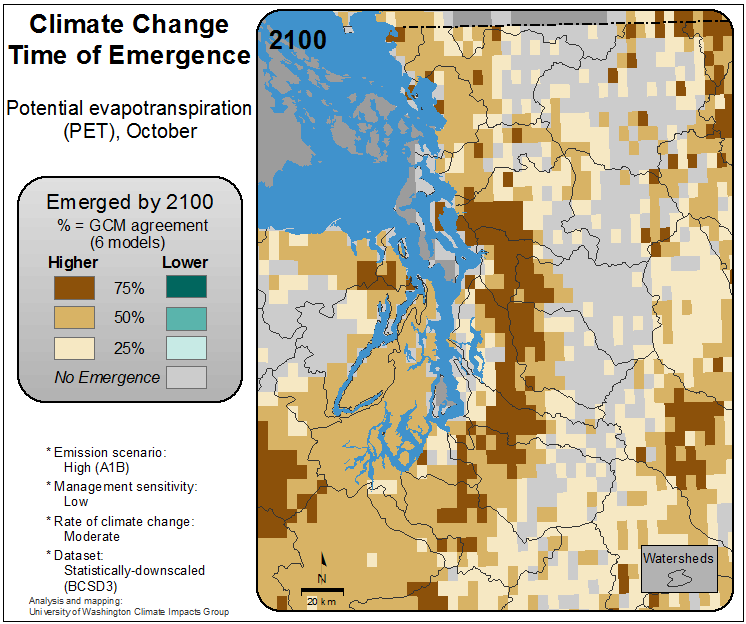 Climate Change
Time of Emergence
Potential evapotranspiration
(PET), October
Emerged by 2100
% = GCM agreement
(6 models)
Higher Lower
75%
50%
25%
No Emergence
* Emission scenario:
High (A1B)
* Management sensitivity:
Low
* Rate of climate change:
Moderate
* Dataset:
Statistically-downscaled
(BCSD3)
Analysis and mapping:
University of Washington Climate Impacts Group
2100
N
20 km
Watersheds